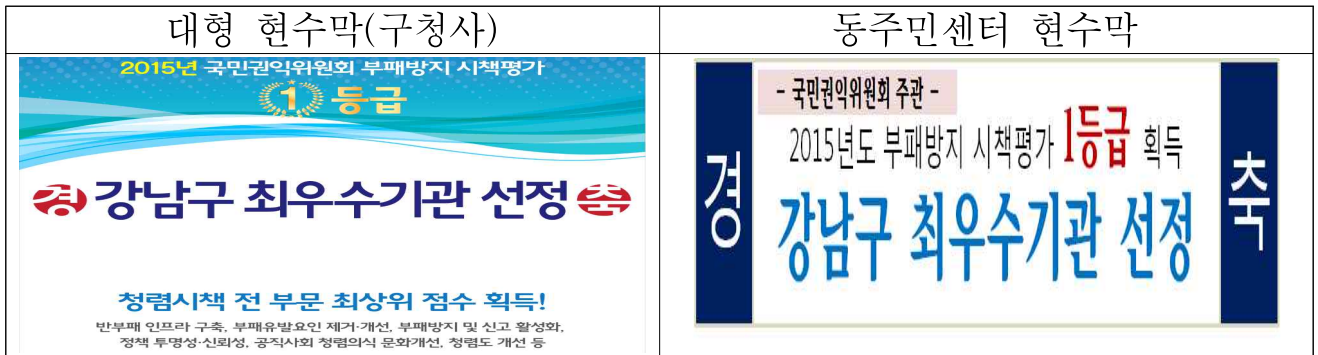 대형 현수막(구청사)
동주민센터 현수막
2015년 국민권익위원회 부패방지 시책평가
1 등급
경 강남구 최우수기관 선정 축
청렴시책 전 부문 최상위 점수 획득!
반부패 인프라 구축, 부패유발요인 제거·개선, 부패방지 및 신고 활성화,
정책 투명성·신뢰성, 공직사회 청렴의식 문화개선, 청렴도 개선 등
- 국민권익위원회 주관 -
2015년도 부패방지 시책평가 1등급 획득
경 강남구 최우수기관 선정 축